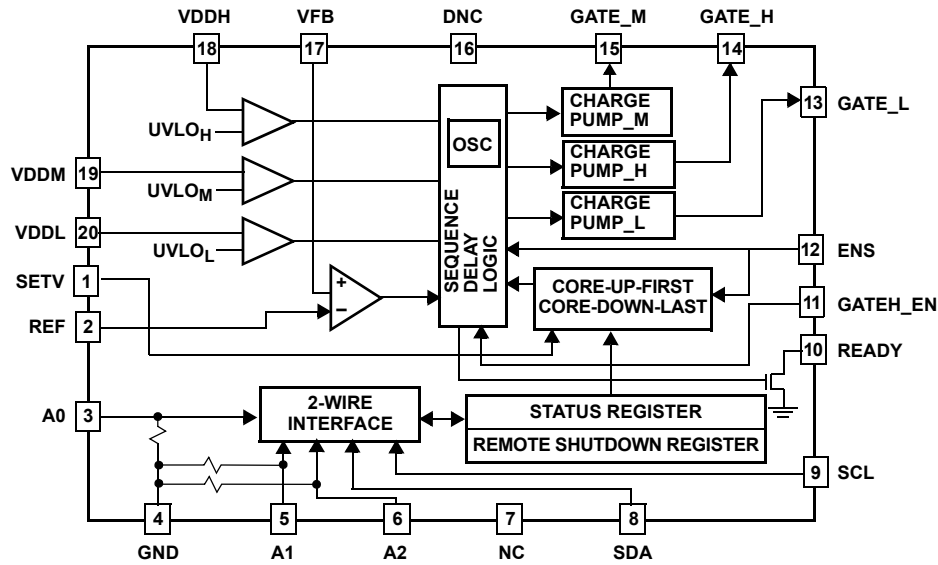 VDDH VFB DNC GATE_M GATE_H
18 17 16 15 14
13 GATE_L
CHARGE
PUMP_M
OSC
UVLOH
VDDM 19
CHARGE
PUMP_H
UVLOM
CHARGE
PUMP_L
VDDL 20
UVLOL
SEQUENCE
DELAY
LOGIC
12 ENS
SETV 1
CORE-UP-FIRST
CORE-DOWN-LAST
+
−
11 GATEH_EN
REF 2
10 READY
A0 3
2-WIRE
INTERFACE
STATUS REGISTER
REMOTE SHUTDOWN REGISTER
9 SCL
4 5 6 7 8
GND A1 A2 NC SDA